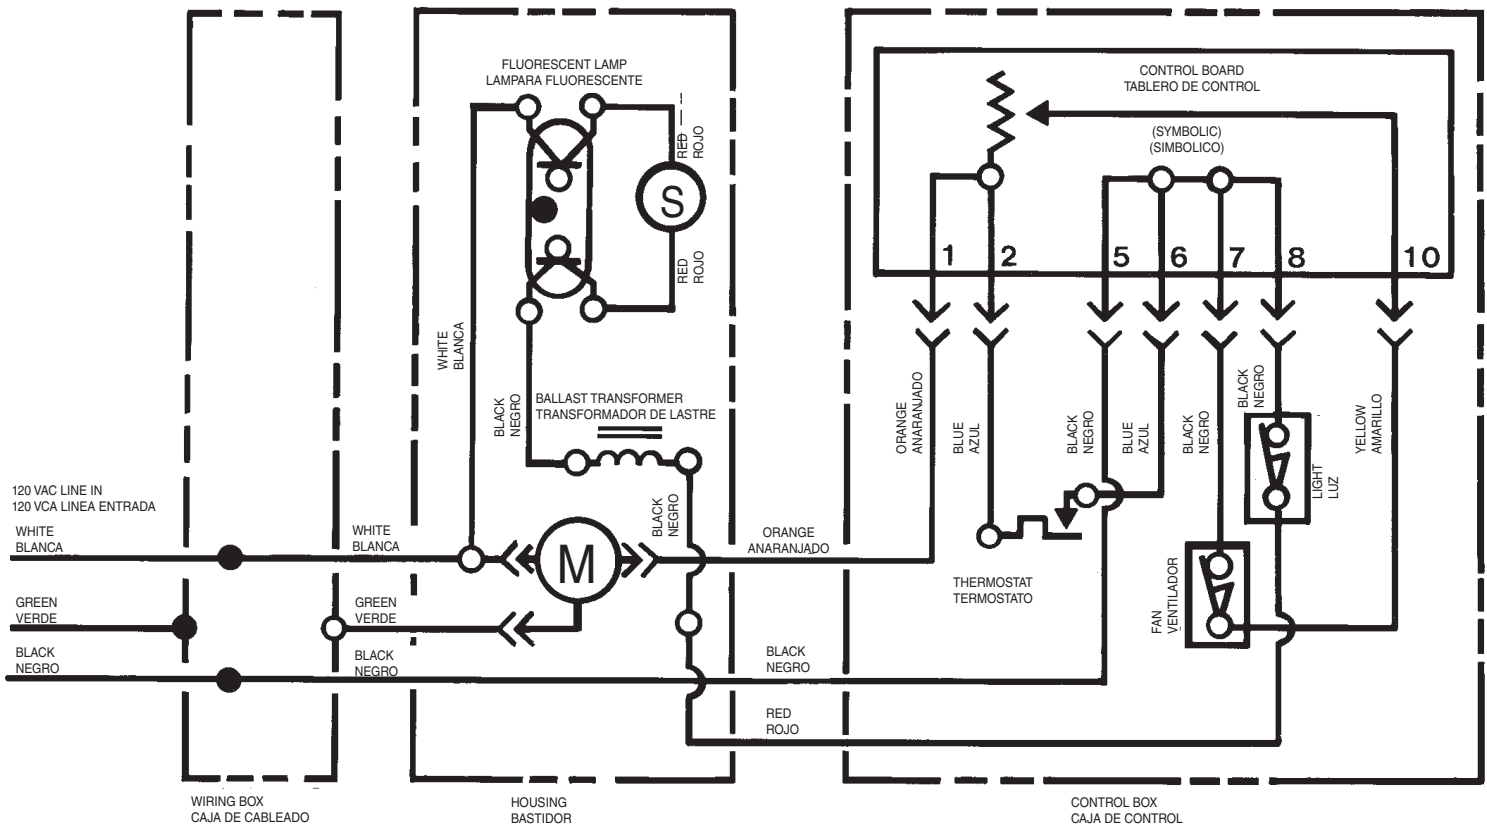 FLUORESCENT LAMP
LAMPARA FLUORESCENTE
CONTROL BOARD
TABLERO DE CONTROL
(SYMBOLIC)
(SIMBOLICO)
RED
ROJO
S
RED
ROJO
1
2
5
6
7
8
10
WHITE
BLANCA
BLACK
NEGRO
BALLAST TRANSFORMER
TRANSFORMADOR DE LASTRE
ORANGE
ANARANJADO
BLUE
AZUL
BLACK
NEGRO
BLUE
AZUL
BLACK
NEGRO
BLACK
NEGRO
YELLOW
AMARILLO
LIGHT
LUZ
120 VAC LINE IN
120 VCA LINEA ENTRADA
WHITE
BLANCA
WHITE
BLANCA
M
BLACK
NEGRO
ORANGE
ANARANJADO
THERMOSTAT
TERMOSTATO
FAN
VENTILADOR
GREEN
VERDE
GREEN
VERDE
BLACK
NEGRO
BLACK
NEGRO
BLACK
NEGRO
RED
ROJO
WIRING BOX
CAJA DE CABLEADO
HOUSING
BASTIDOR
CONTROL BOX
CAJA DE CONTROL